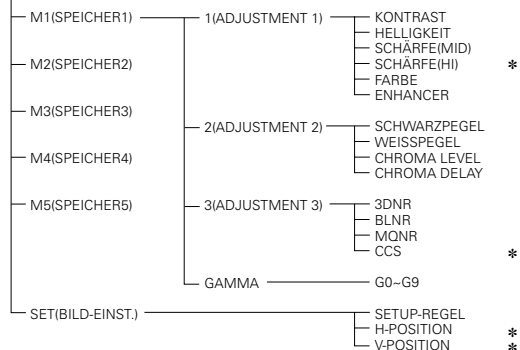 M1(SPEICHER1) 1(ADJUSTMENT 1) KONTRAST
HELLIGKEIT
SCHÄRFE(MID)
M2(SPEICHER2) SCHÄRFE(HI) *
FARBE
ENHANCER
M3(SPEICHER3)
2(ADJUSTMENT 2) SCHWARZPEGEL
WEISSPEGEL
M4(SPEICHER4) CHROMA LEVEL
CHROMA DELAY
M5(SPEICHER5) 3(ADJUSTMENT 3) 3DNR
BLNR
MQNR
CCS *
GAMMA G0~G9
SET(BILD-EINST.) SETUP-REGEL
H-POSITION *
V-POSITION *